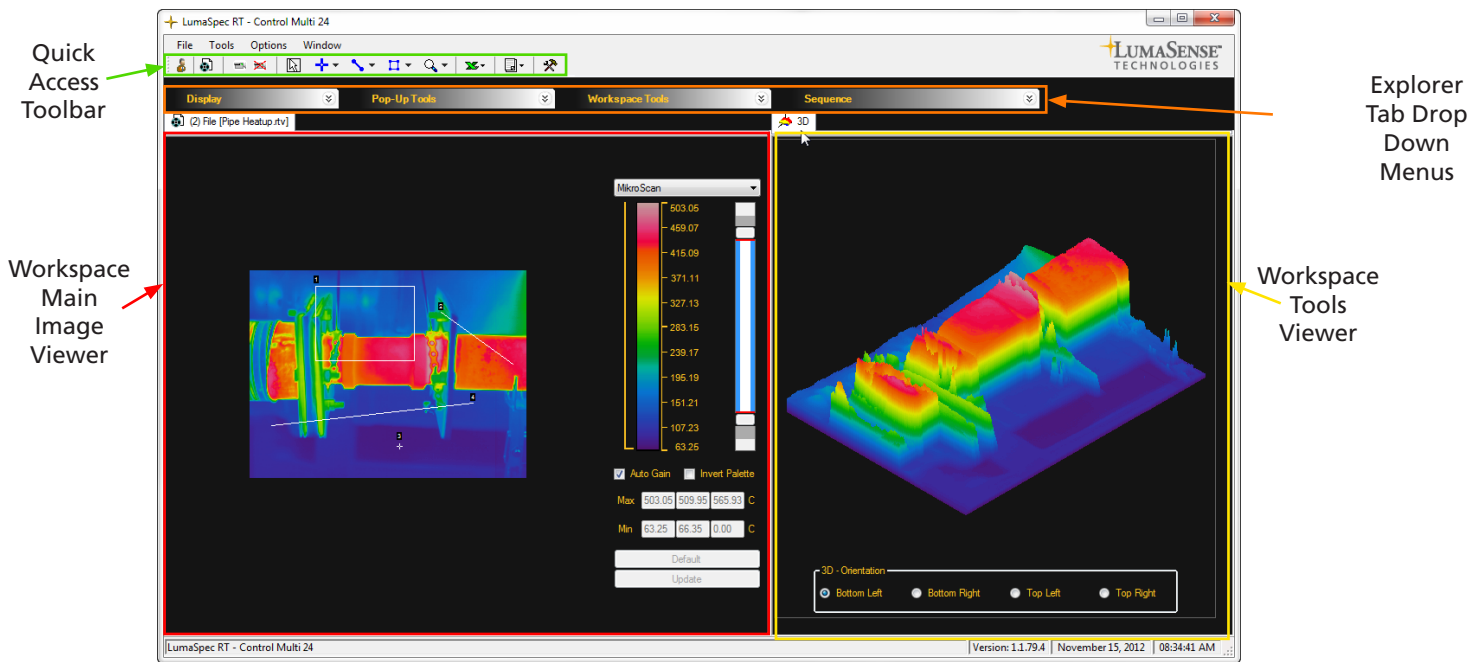 LumaSpec RT - Control Multi 24
File Tools Options Window
LUMASENSE™
TECHNOLOGIES
Quick
Access
Toolbar
Display Pop-Up Tools Workspace Tools Sequence
Explorer
Tab Drop
Down
Menus
(2) File [Pipe Heatup.rtv]
3D
MikroScan
503.05
459.07
415.09
371.11
327.13
283.15
239.17
195.19
151.21
107.23
63.25
1
2
4
3
Workspace
Main
Image
Viewer
Workspace
Tools
Viewer
Auto Gain Invert Palette
Max 503.05 509.95 565.93 C
Min 63.25 66.35 0.00 C
Default
Update
3D - Orientation
Bottom Left Bottom Right Top Left Top Right
LumaSpec RT - Control Multi 24
Version: 1.1.79.4 November 15, 2012 08:34:41 AM